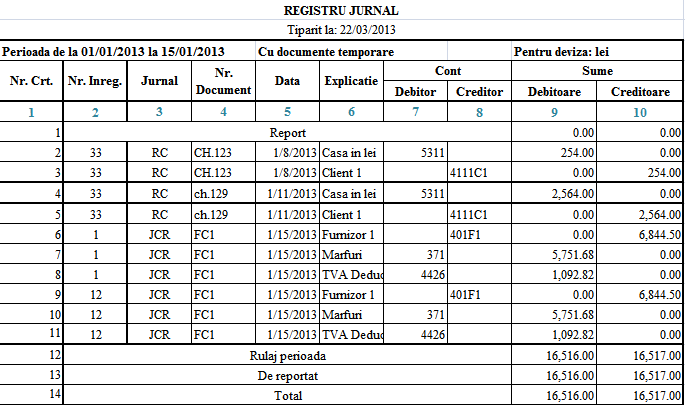 REGISTRU JURNAL
Tiparit la: 22/03/2013
Perioada de la 01/01/2013 la 15/01/2013 Cu documente temporare Pentru deviza: lei
Nr. Crt. Nr. Inreg. Jurnal Nr. Document Data Explicatie Cont Sume
Debitor Creditor Debitoare Creditoare
1 2 3 4 5 6 7 8 9 10
1 Report 0.00 0.00
2 33 RC CH.123 1/8/2013 Casa in lei 5311 254.00 0.00
3 33 RC CH.123 1/8/2013 Client 1 4111C1 0.00 254.00
4 33 RC ch.129 1/11/2013 Casa in lei 5311 2,564.00 0.00
5 33 RC ch.129 1/11/2013 Client 1 4111C1 0.00 2,564.00
6 1 JCR FC1 1/15/2013 Furnizor 1 401F1 0.00 6,844.50
7 1 JCR FC1 1/15/2013 Marfuri 371 5,751.68 0.00
8 1 JCR FC1 1/15/2013 TVA Deduc 4426 1,092.82 0.00
9 12 JCR FC1 1/15/2013 Furnizor 1 401F1 0.00 6,844.50
10 12 JCR FC1 1/15/2013 Marfuri 371 5,751.68 0.00
11 12 JCR FC1 1/15/2013 TVA Deduc 4426 1,092.82 0.00
12 Rulaj perioada 16,516.00 16,517.00
13 De reportat 16,516.00 16,517.00
14 Total 16,516.00 16,517.00